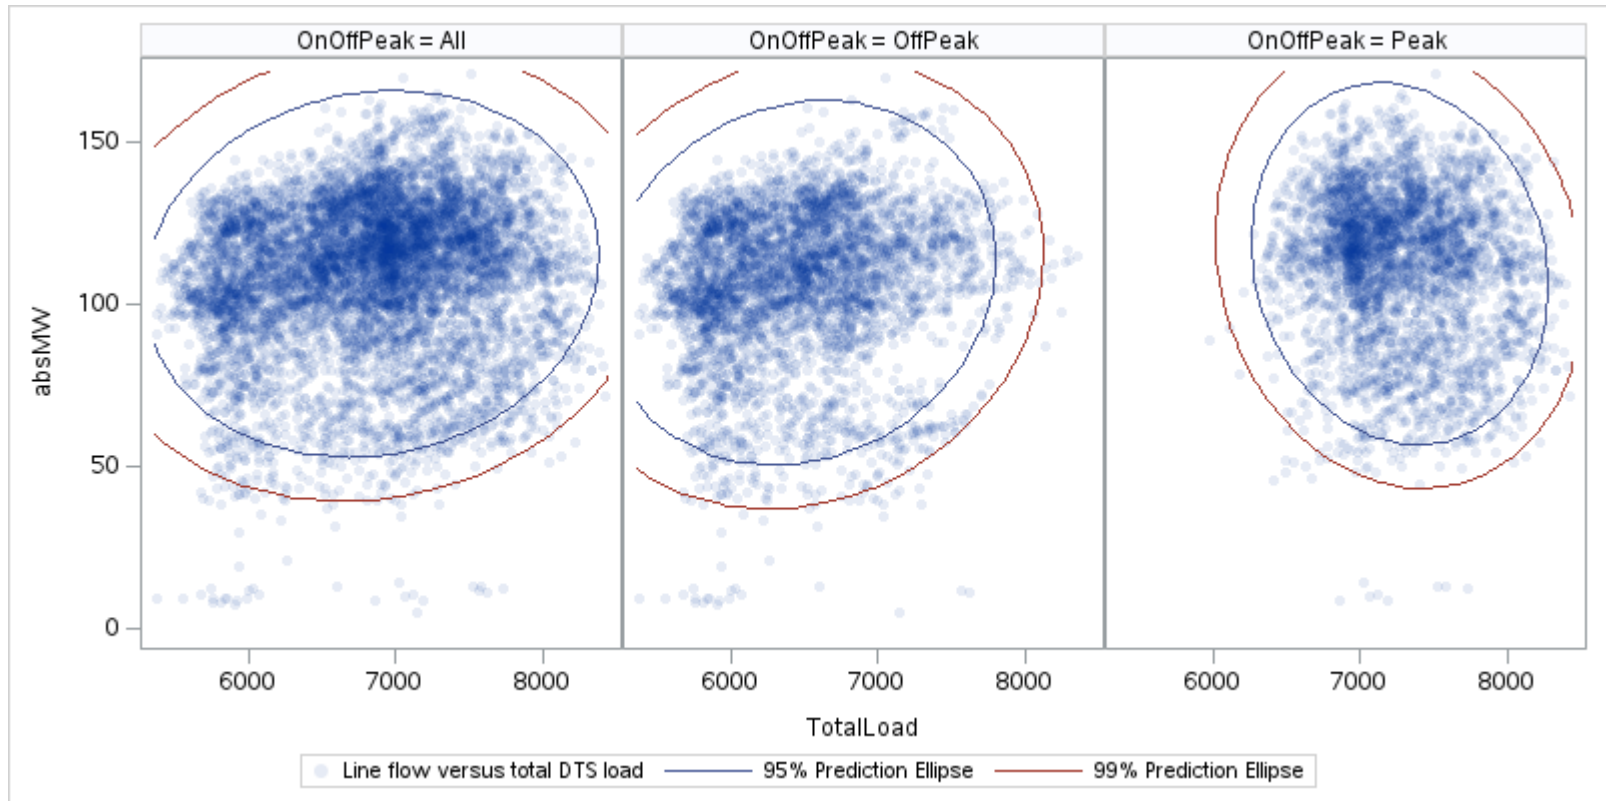 OnOffPeak = All
OnOffPeak = OffPeak
OnOffPeak = Peak
150
100
50
0
absMW
6000 7000 8000
6000 7000 8000
6000 7000 8000
TotalLoad
Line flow versus total DTS load
95% Prediction Ellipse
99% Prediction Ellipse